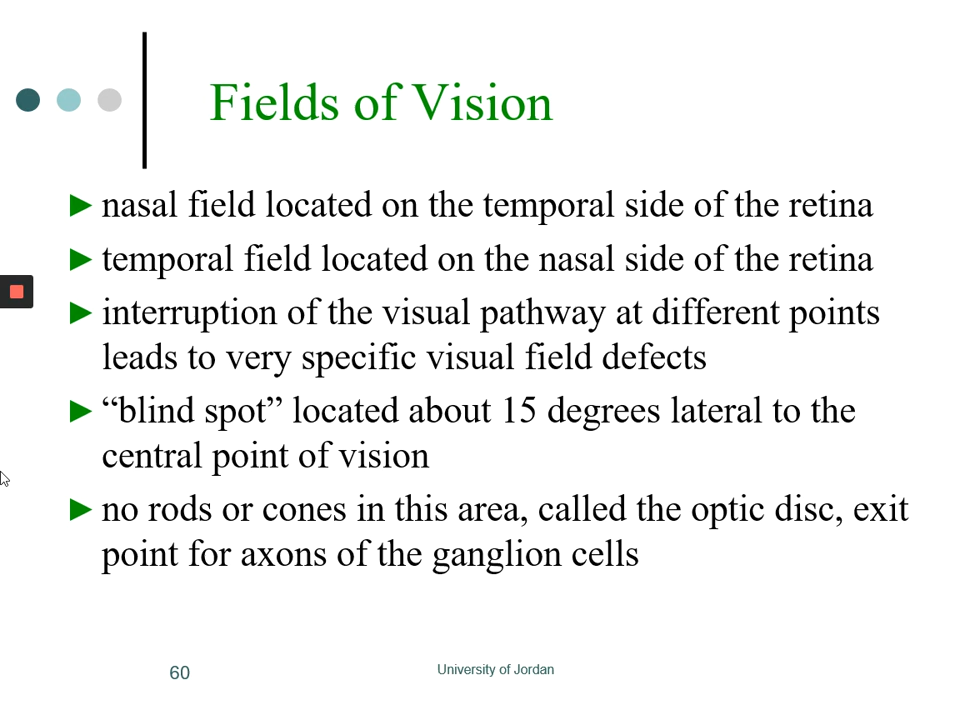 Fields of Vision
► nasal field located on the temporal side of the retina
► temporal field located on the nasal side of the retina
► interruption of the visual pathway at different points
leads to very specific visual field defects
► “blind spot” located about 15 degrees lateral to the
central point of vision
► no rods or cones in this area, called the optic disc, exit
point for axons of the ganglion cells
60
University of Jordan